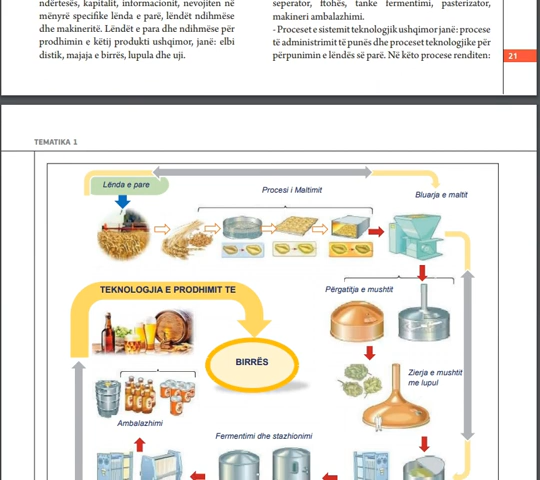 ndërtesës, kapitalit, informacionit, nevojiten në
mënyrë specifike lënda e parë, lëndët ndihmëse
dhe makineritë. Lëndët e para dhe ndihmëse për
prodhimin e këtij produkti ushqimor, janë: elbi
distik, majaja e birrës, lupula dhe uji.
seperator, ftohës, tanke fermentimi, pasterizator,
makineri ambalazhimi.
- Proceset e sistemit teknologjik ushqimor janë: procese
të administrimit të punës dhe proceset teknologjike për
përpunimin e lëndës së parë. Në këto procese renditen:
21
TEMATIKA 1
Lënda e pare
Procesi i Maltimit
Bluarja e maltit
TEKNOLOGJIA E PRODHIMIT TE
BIRRËS
Përgatitja e mushtit
Zierja e mushtit
me lupul
Ambalazhimi
Fermentimi dhe stazhionimi